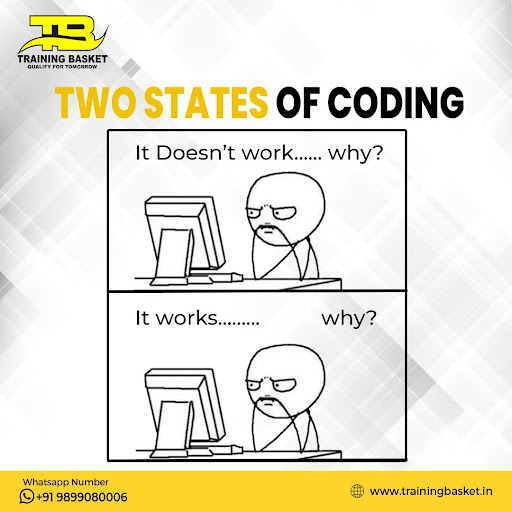 TB
TRAINING BASKET
QUALIFY FOR TOMORROW
TWO STATES OF CODING
It Doesn't work...... why?
It works......... why?
Whatsapp Number
+91 9899080006
www.trainingbasket.in